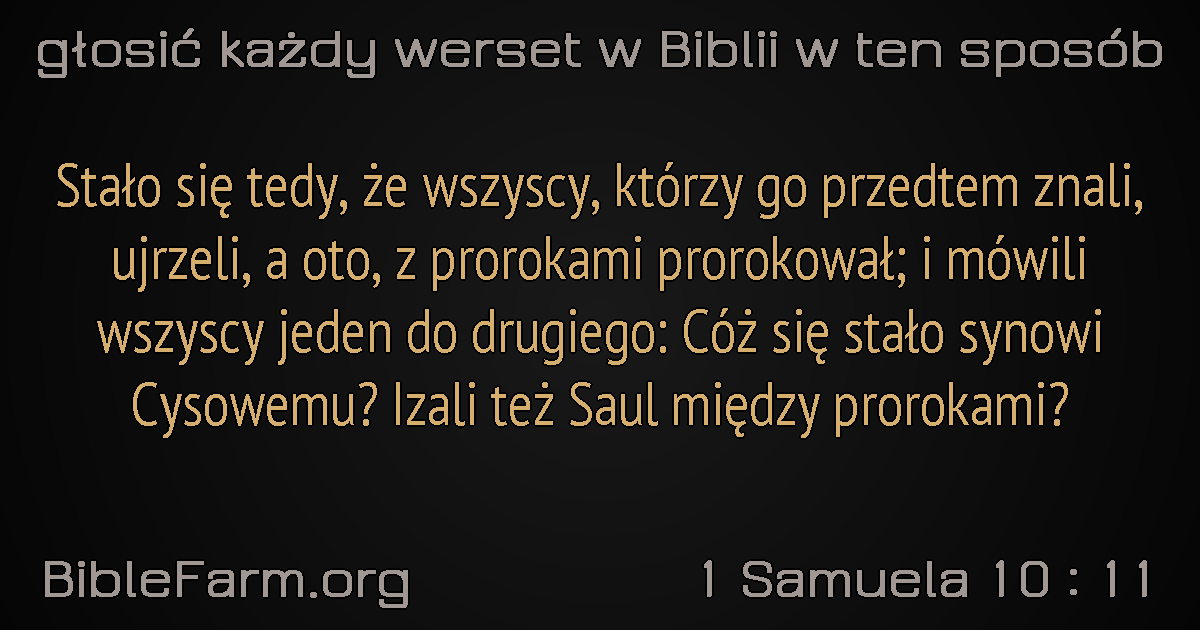 głosić każdy werset w Biblii w ten sposób
Stało się tedy, że wszyscy, którzy go przedtem znali,
ujrzeli, a oto, z prorokami prorokował; i mówili
wszyscy jeden do drugiego: Cóż się stało synowi
Cysowemu? Izali też Saul między prorokami?
BibleFarm.org
1 Samuela 10 : 11